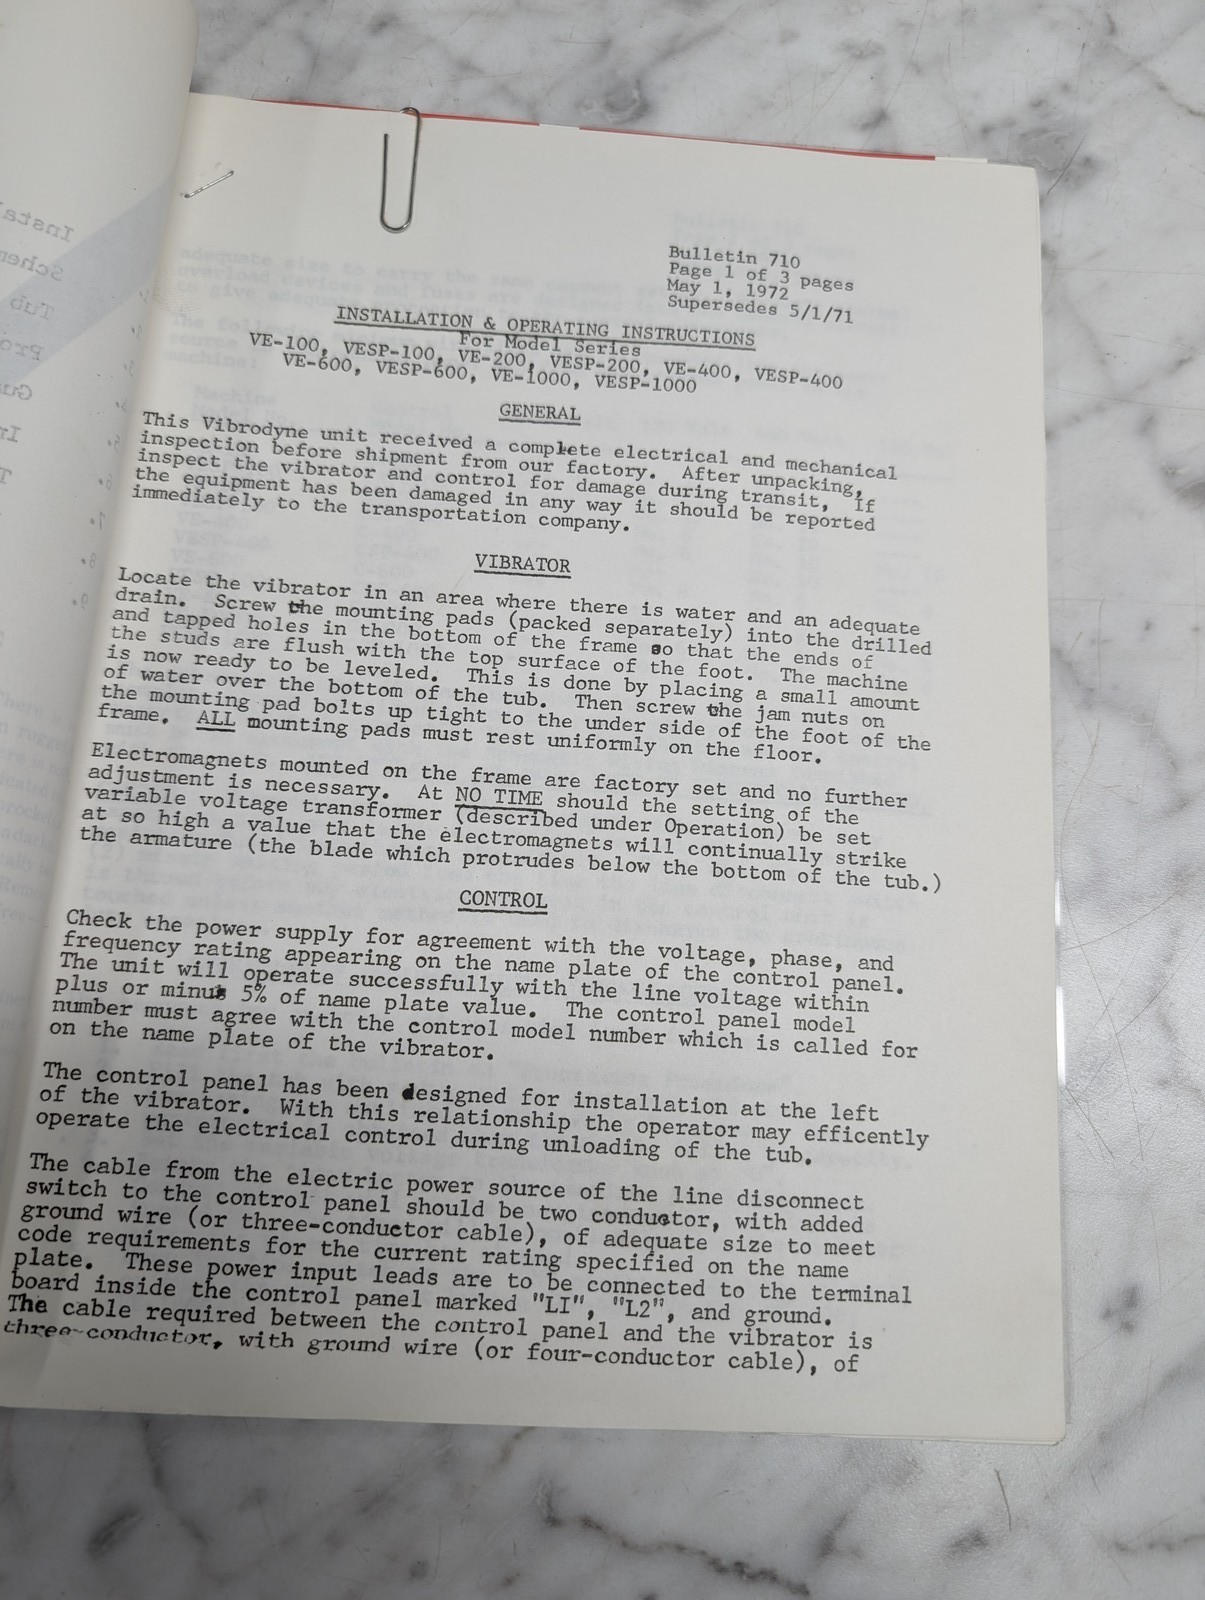 Bulletin 710
Page 1 of 3 pages
May 1, 1972
Supersedes 5/1/71
INSTALLATION & OPERATING INSTRUCTIONS
For Model Series
VE-100, VESP-100, VE-200, VESP-200, VE-400, VESP-400
VE-600, VESP-600, VE-1000, VESP-1000
GENERAL
This Vibrodyne unit received a complete electrical and mechanical
inspection before shipment from our factory. After unpacking,
inspect the vibrator and control for damage during transit, If
the equipment has been damaged in any way it should be reported
immediately to the transportation company.
VIBRATOR
Locate the vibrator in an area where there is water and an adequate
drain. Screw the mounting pads (packed separately) into the drilled
and tapped holes in the bottom of the frame so that the ends of
the studs are flush with the top surface of the foot. The machine
is now ready to be leveled. This is done by placing a small amount
of water over the bottom of the tub. Then screw the jam nuts on
the mounting pad bolts up tight to the under side of the foot of the
frame. ALL mounting pads must rest uniformly on the floor.
Electromagnets mounted on the frame are factory set and no further
adjustment is necessary. At NO TIME should the setting of the
variable voltage transformer (described under Operation) be set
at so high a value that the electromagnets will continually strike
the armature (the blade which protrudes below the bottom of the tub.)
CONTROL
Check the power supply for agreement with the voltage, phase, and
frequency rating appearing on the name plate of the control panel.
The unit will operate successfully with the line voltage within
plus or minus 5% of name plate value. The control panel model
number must agree with the control model number which is called for
on the name plate of the vibrator.
The control panel has been designed for installation at the left
of the vibrator. With this relationship the operator may efficently
operate the electrical control during unloading of the tub.
The cable from the electric power source of the line disconnect
switch to the control panel should be two conductor, with added
ground wire (or three-conductor cable), of adequate size to meet
code requirements for the current rating specified on the name
plate. These power input leads are to be connected to the terminal
board inside the control panel marked "LI", "L2", and ground.
The cable required between the control panel and the vibrator is
three-conductor, with ground wire (or four-conductor cable), of